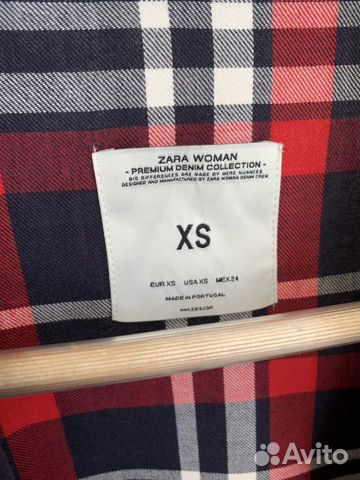 ZARA WOMAN
- PREMIUM DENIM COLLECTION -
BIG DIFFERENCES ARE MADE BY MERE NUANCES
DESIGNED AND MANUFACTURED BY ZARA WOMAN DENIM CREW
XS
EUR XS USA XS MEX 24
MADE IN PORTUGAL
www.zara.com
Avito